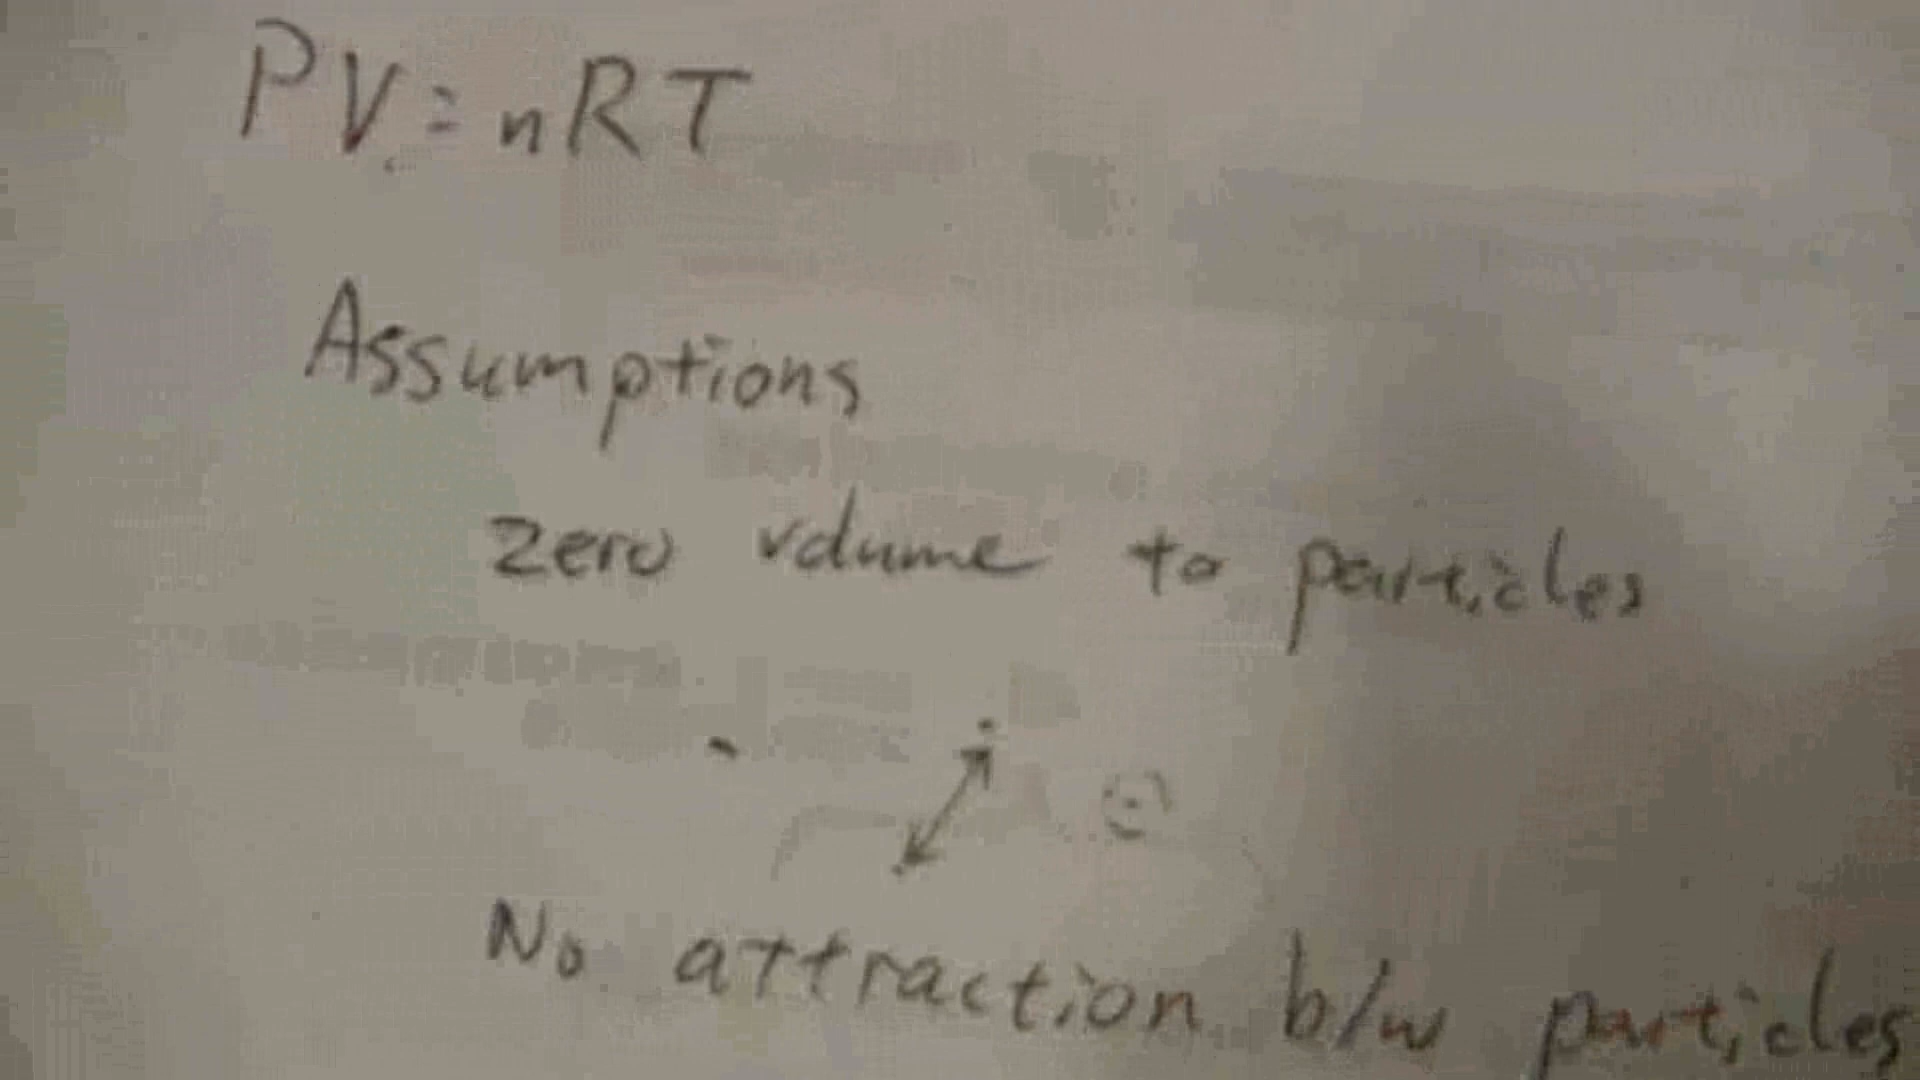 PV = nRT
Assumptions
zero volume to particles
No attraction b/w particles